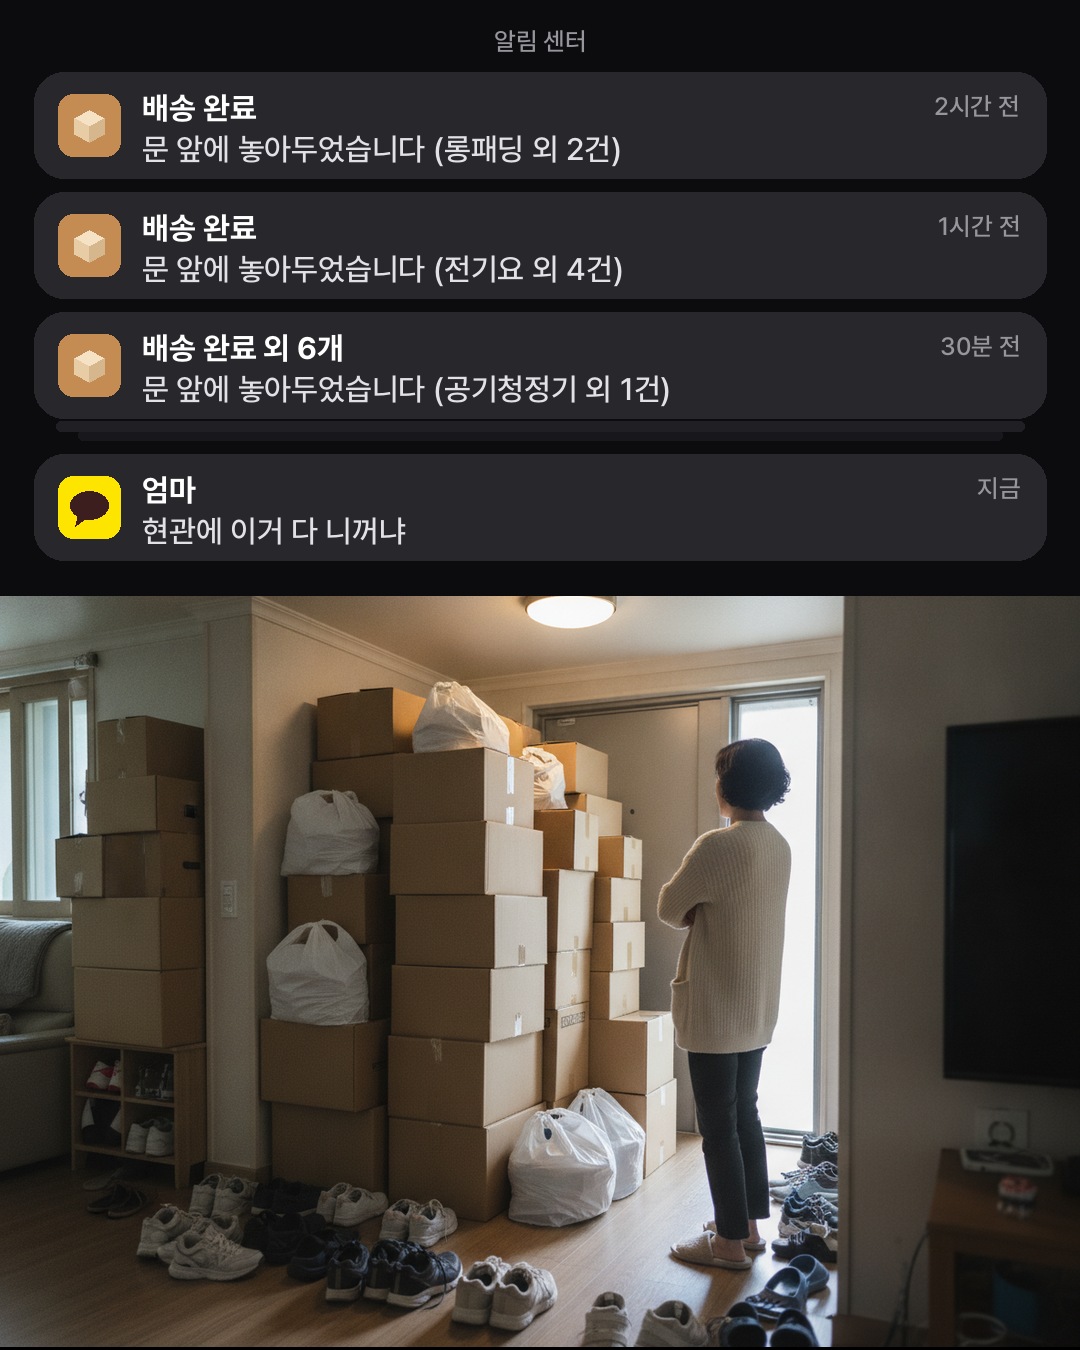 알림 센터
배송 완료
2시간 전
문 앞에 놓아두었습니다 (롱패딩 외 2건)
배송 완료
1시간 전
문 앞에 놓아두었습니다 (전기요 외 4건)
배송 완료 외 6개
30분 전
문 앞에 놓아두었습니다 (공기청정기 외 1건)
엄마
지금
현관에 이거 다 니꺼냐